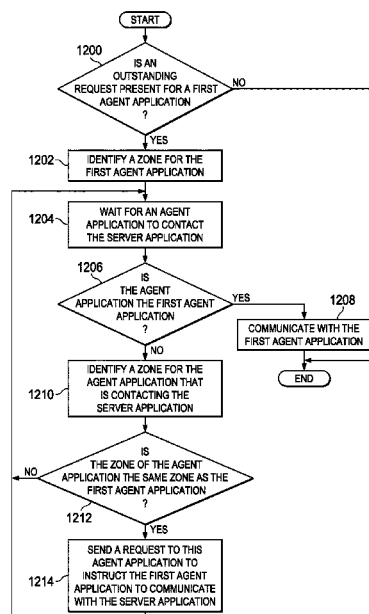 START
1200
IS AN
OUTSTANDING
REQUEST PRESENT FOR A FIRST
AGENT APPLICATION
?
NO
YES
1202
IDENTIFY A ZONE FOR THE
FIRST AGENT APPLICATION
1204
WAIT FOR AN AGENT
APPLICATION TO CONTACT
THE SERVER APPLICATION
1206
IS
THE AGENT
APPLICATION THE FIRST AGENT
APPLICATION
?
YES
1208
COMMUNICATE WITH THE
FIRST AGENT APPLICATION
END
NO
1210
IDENTIFY A ZONE FOR THE
AGENT APPLICATION THAT
IS CONTACTING THE
SERVER APPLICATION
IS
THE ZONE OF THE AGENT
APPLICATION THE SAME ZONE AS THE
FIRST AGENT APPLICATION
?
NO
1212
YES
1214
SEND A REQUEST TO THIS
AGENT APPLICATION TO
INSTRUCT THE FIRST AGENT
APPLICATION TO COMMUNICATE
WITH THE SERVER APPLICATION